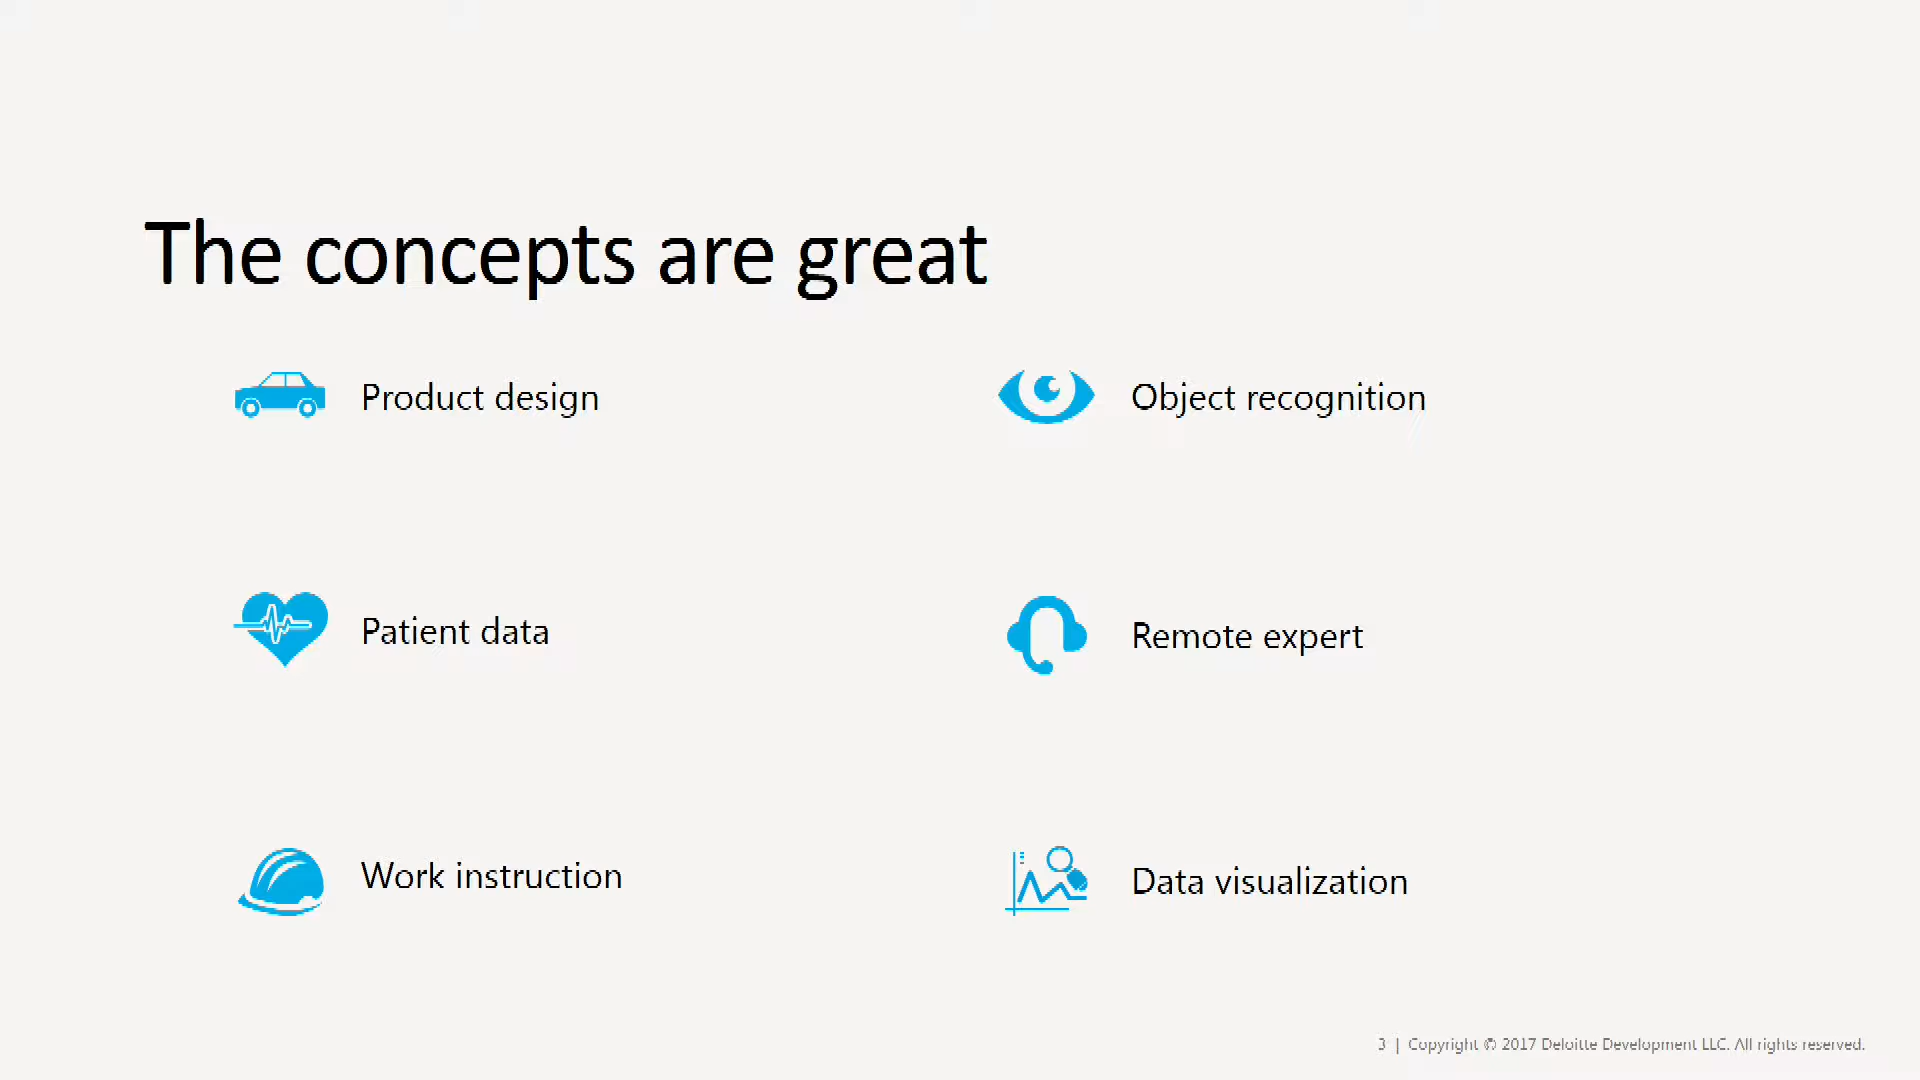 The concepts are great
Product design
Object recognition
Patient data
Remote expert
Work instruction
Data visualization
3 | Copyright © 2017 Deloitte Development LLC. All rights reserved.